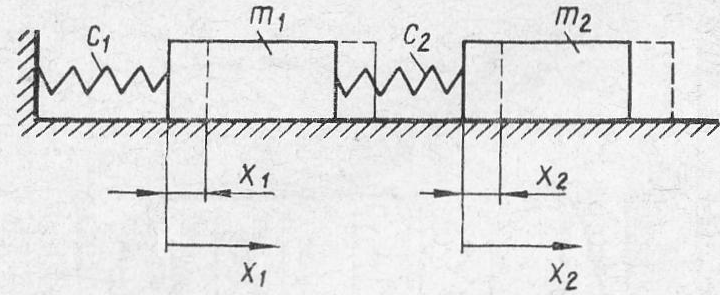 C₁ m₁ C₂ m₂
X₁ X₂
X₁ X₂